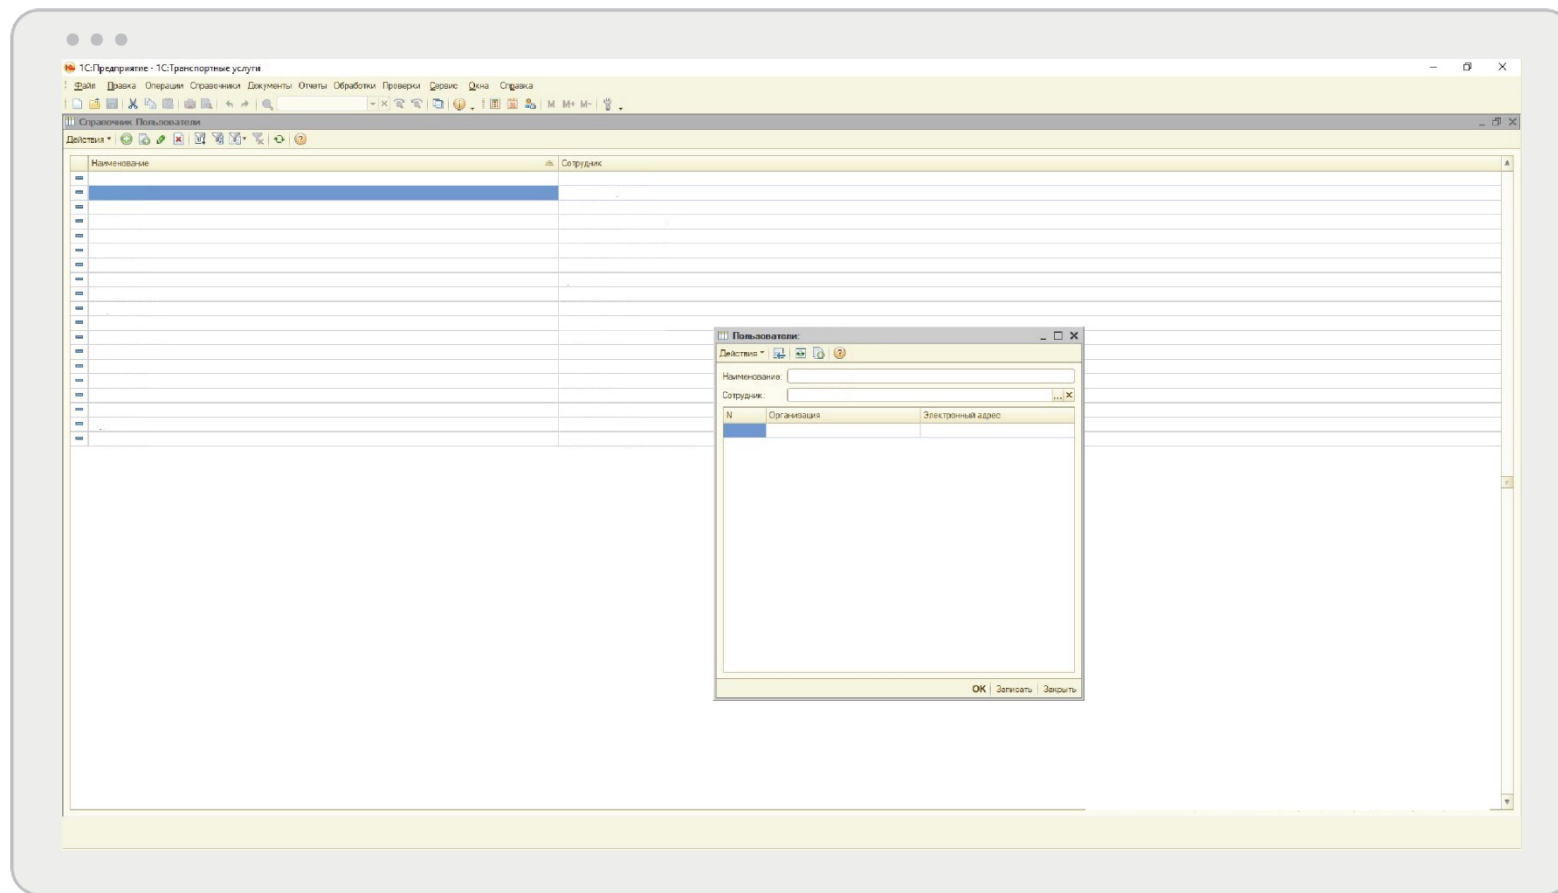 1С:Предприятие - 1С:Транспортные услуги
Файл Правка Операции Справочники Документы Отчеты Обработки Проверки Сервис Окна Справка
M M+ M-
Справочник Пользователи
Действия
Наименование Сотрудник
Пользователи:
Действия
Наименование:
Сотрудник: ...
N Организация Электронный адрес
OK Записать Закрыть